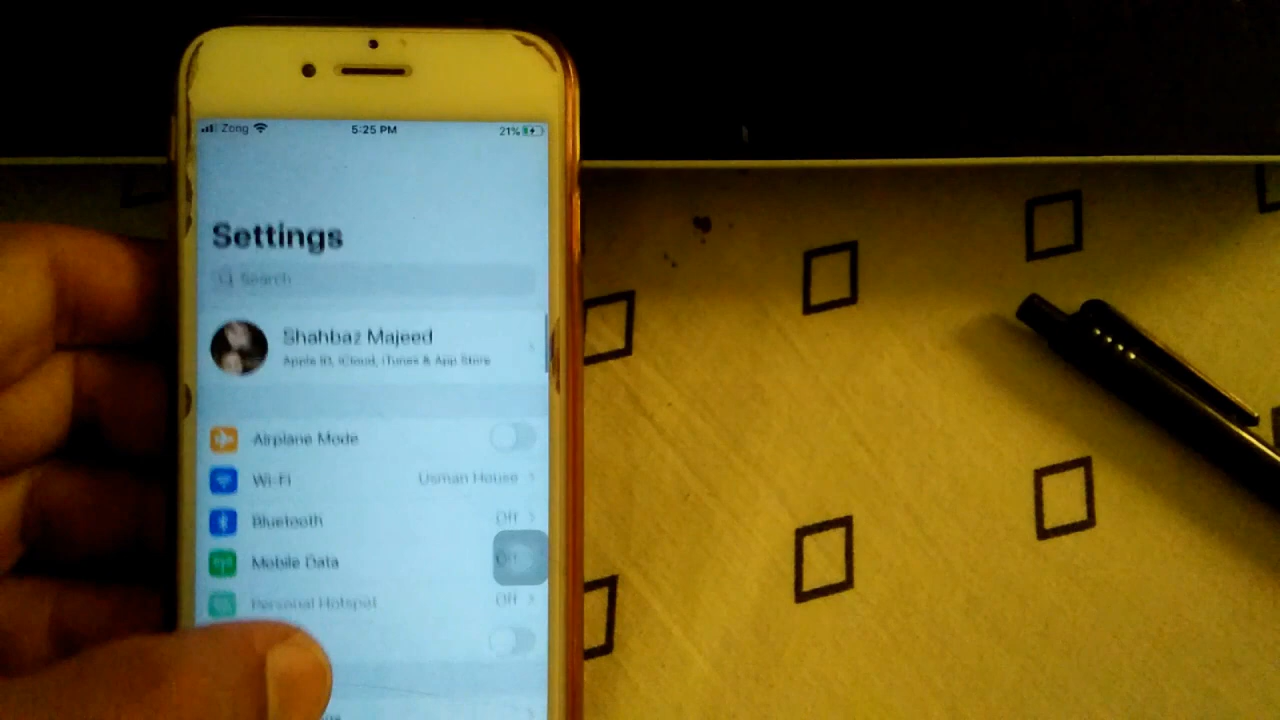 Zong 5:25 PM 21%
Settings
Search
Shahbaz Majeed
Apple ID, iCloud, iTunes & App Store
Airplane Mode
Wi-Fi Usman House
Bluetooth Off
Mobile Data Off
Personal Hotspot Off